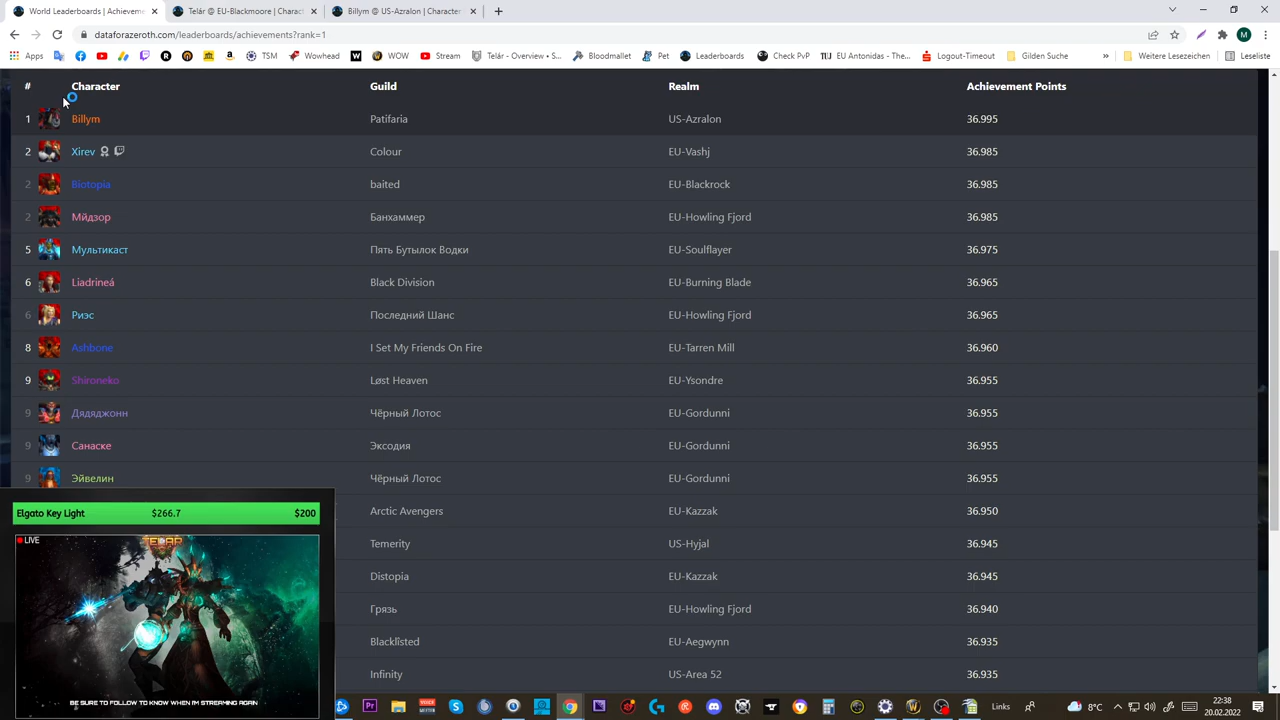 World Leaderboards | Achieveme
Telár @ EU-Blackmoore | Charact
Billym @ US-Azralon | Character
dataforazeroth.com/leaderboards/achievements?rank=1
Apps
TSM
Wowhead
WOW
Stream
Telár - Overview - S...
Bloodmallet
Pet
Leaderboards
Check PvP
EU Antonidas - The...
Logout-Timeout
Gilden Suche
Weitere Lesezeichen
Leseliste
# Character Guild Realm Achievement Points
1 Billym Patifaria US-Azralon 36.995
2 Xirev Colour EU-Vashj 36.985
2 Biotopia baited EU-Blackrock 36.985
2 Мйдзор Банхаммер EU-Howling Fjord 36.985
5 Мультикаст Пять Бутылок Водки EU-Soulflayer 36.975
6 Liadrineá Black Division EU-Burning Blade 36.965
6 Риэс Последний Шанс EU-Howling Fjord 36.965
8 Ashbone I Set My Friends On Fire EU-Tarren Mill 36.960
9 Shironeko Løst Heaven EU-Ysondre 36.955
9 Дядяджонн Чёрный Лотос EU-Gordunni 36.955
9 Санаске Эксодия EU-Gordunni 36.955
9 Эйвелин Чёрный Лотос EU-Gordunni 36.955
Arctic Avengers EU-Kazzak 36.950
Temerity US-Hyjal 36.945
Distopia EU-Kazzak 36.945
Грязь EU-Howling Fjord 36.940
Blacklîsted EU-Aegwynn 36.935
Infinity US-Area 52 36.935
Elgato Key Light $266.7 $200
LIVE
TELAR
BE SURE TO FOLLOW TO KNOW WHEN I'M STREAMING AGAIN
Links
8°C
22:38
20.02.2022